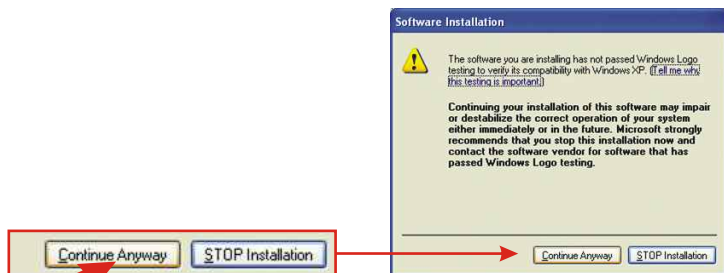 Software Installation
The software you are installing has not passed Windows Logo
testing to verify its compatibility with Windows XP. (Tell me why
this testing is important.)
Continuing your installation of this software may impair
or destabilize the correct operation of your system
either immediately or in the future. Microsoft strongly
recommends that you stop this installation now and
contact the software vendor for software that has
passed Windows Logo testing.
Continue Anyway STOP Installation
Continue Anyway STOP Installation